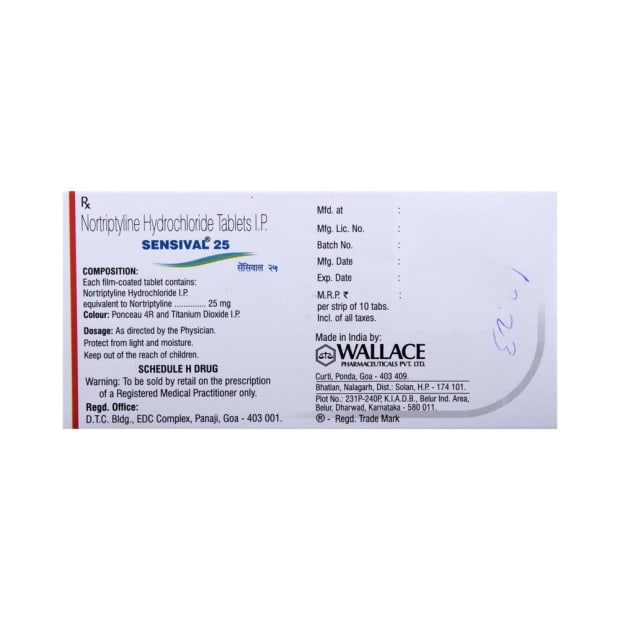 Rx
Nortriptyline Hydrochloride Tablets I.P.
SENSIVAL® 25
सेंसिवाल २५
COMPOSITION:
Each film-coated tablet contains:
Nortriptyline Hydrochloride I.P.
equivalent to Nortriptyline .............. 25 mg
Colour: Ponceau 4R and Titanium Dioxide I.P.
Dosage: As directed by the Physician.
Protect from light and moisture.
Keep out of the reach of children.
SCHEDULE H DRUG
Warning: To be sold by retail on the prescription
of a Registered Medical Practitioner only.
Regd. Office:
D.T.C. Bldg., EDC Complex, Panaji, Goa - 403 001.
Mfd. at :
Mfg. Lic. No. :
Batch No. :
Mfg. Date :
Exp. Date :
M.R.P. ₹ :
per strip of 10 tabs.
Incl. of all taxes.
Made in India by:
WALLACE
PHARMACEUTICALS PVT. LTD.
Curti, Ponda, Goa - 403 409.
Bhatian, Nalagarh, Dist.: Solan, H.P. - 174 101.
Plot No.: 231P-240P, K.I.A.D.B., Belur Ind. Area,
Belur, Dharwad, Karnataka - 580 011.
® - Regd. Trade Mark